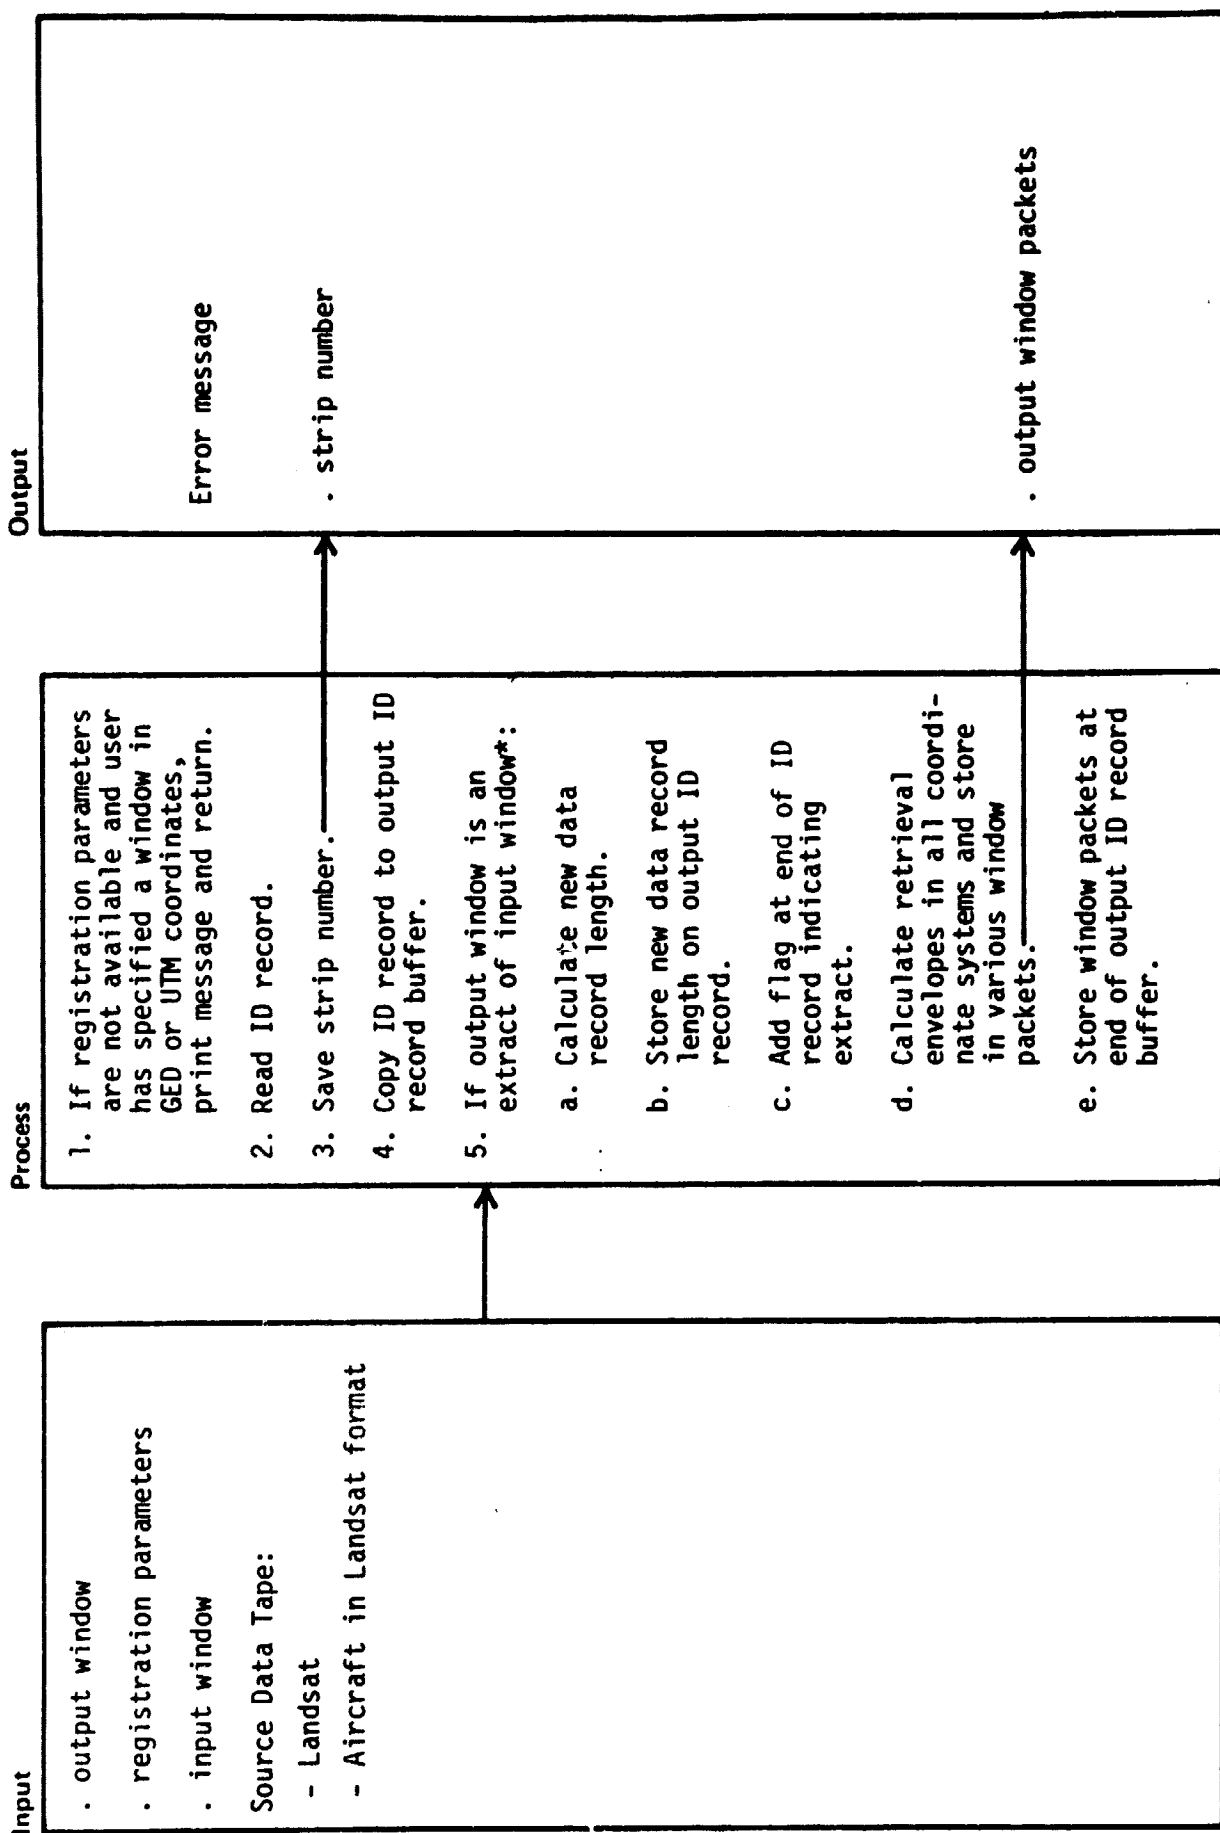 Input
. output window
. registration parameters
. input window
Source Data Tape:
- Landsat
- Aircraft in Landsat format
Process
1. If registration parameters
are not available and user
has specified a window in
GED or UTM coordinates,
print message and return.
2. Read ID record.
3. Save strip number.
4. Copy ID record to output ID
record buffer.
5. If output window is an
extract of input window*:
a. Calculate new data
record length.
b. Store new data record
length on output ID
record.
c. Add flag at end of ID
record indicating
extract.
d. Calculate retrieval
envelopes in all coordi-
nate systems and store
in various window
packets.
e. Store window packets at
end of output ID record
buffer.
Output
Error message
. strip number
. output window packets